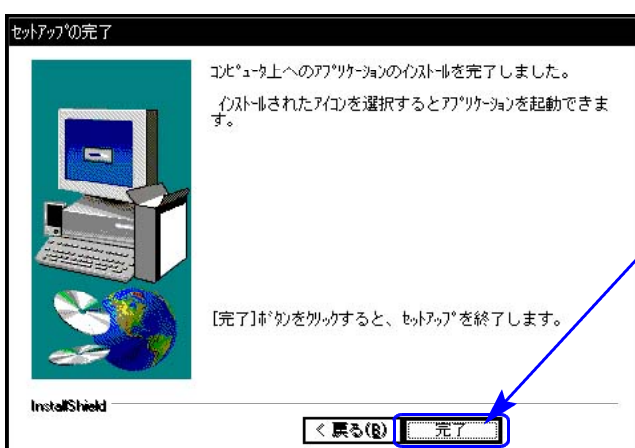 ｾｯﾄｱｯﾌﾟの完了
ｺﾝﾋﾟｭｰﾀ上へのｱﾌﾟﾘｹｰｼｮﾝのｲﾝｽﾄｰﾙを完了しました。
ｲﾝｽﾄｰﾙされたｱｲｺﾝを選択するとｱﾌﾟﾘｹｰｼｮﾝを起動できま
す。
[完了]ﾎﾞﾀﾝをｸﾘｯｸすると、ｾｯﾄｱｯﾌﾟを終了します。
InstallShield
< 戻る(B)
完了